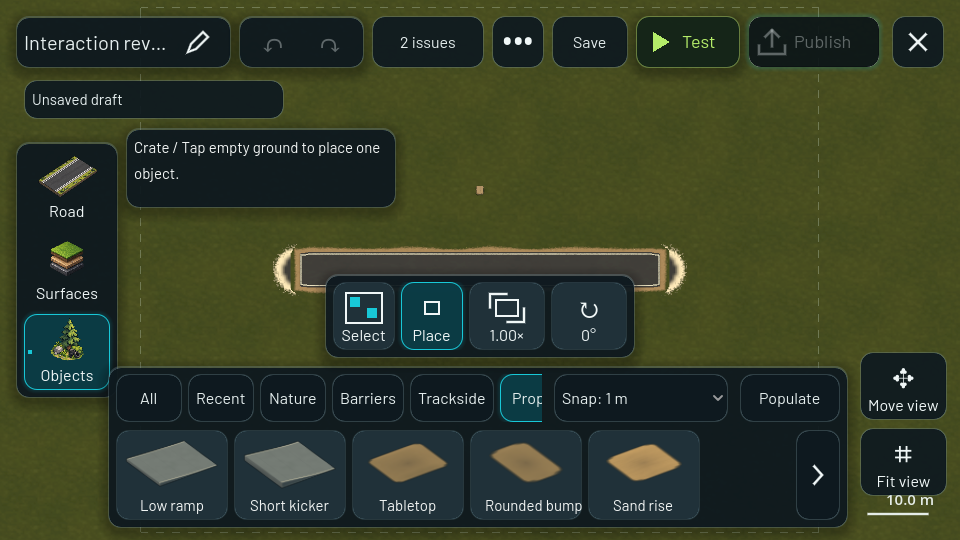 Interaction rev...
2 issues
Save
Test
Publish
Unsaved draft
Crate / Tap empty ground to place one
object.
Road
Surfaces
Objects
Select
Place
1.00×
0°
All
Recent
Nature
Barriers
Trackside
Prop
Snap: 1 m
Populate
Low ramp
Short kicker
Tabletop
Rounded bump
Sand rise
Move view
Fit view
10.0 m